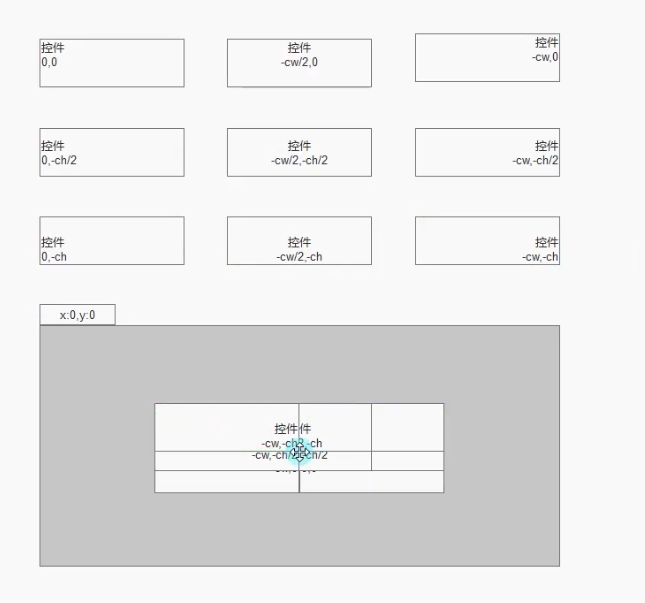 控件
0,0
控件
-cw/2,0
控件
-cw,0
控件
0,-ch/2
控件
-cw/2,-ch/2
控件
-cw,-ch/2
控件
0,-ch
控件
-cw/2,-ch
控件
-cw,-ch
x:0,y:0
控件件